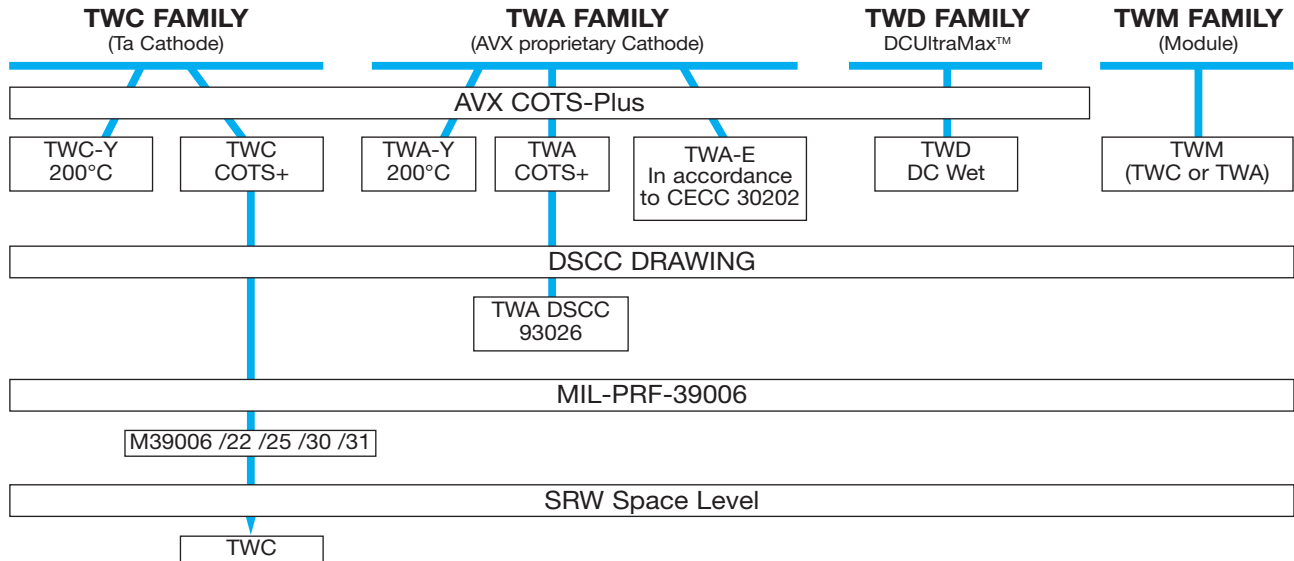 TWC FAMILY
(Ta Cathode)
TWA FAMILY
(AVX proprietary Cathode)
TWD FAMILY
DCUltraMax™
TWM FAMILY
(Module)
AVX COTS-Plus
TWC-Y
200°C
TWC
COTS+
TWA-Y
200°C
TWA
COTS+
TWA-E
In accordance
to CECC 30202
TWD
DC Wet
TWM
(TWC or TWA)
DSCC DRAWING
TWA DSCC
93026
MIL-PRF-39006
M39006 /22 /25 /30 /31
SRW Space Level
TWC